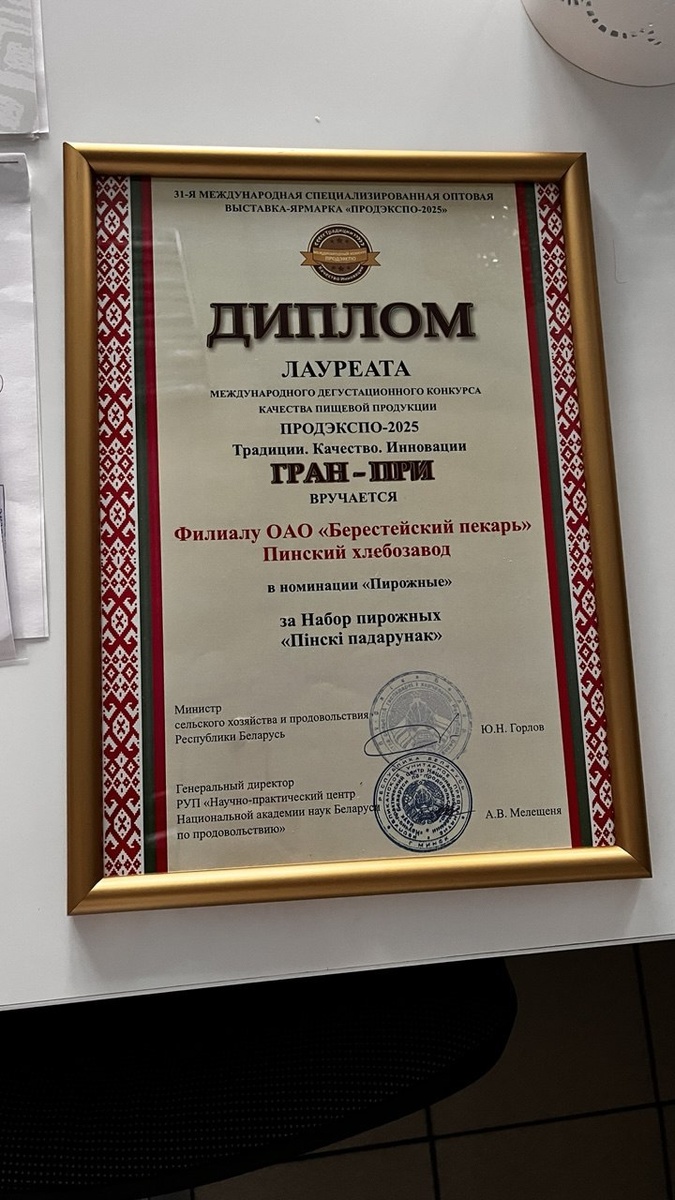 31-Я МЕЖДУНАРОДНАЯ СПЕЦИАЛИЗИРОВАННАЯ ОПТОВАЯ
ВЫСТАВКА-ЯРМАРКА «ПРОДЭКСПО-2025»
ПРОДЭКСПО
ДИПЛОМ
ЛАУРЕАТА
МЕЖДУНАРОДНОГО ДЕГУСТАЦИОННОГО КОНКУРСА
КАЧЕСТВА ПИЩЕВОЙ ПРОДУКЦИИ
ПРОДЭКСПО-2025
Традиции. Качество. Инновации
ГРАН-ПРИ
ВРУЧАЕТСЯ
Филиалу ОАО «Берестейский пекарь»
Пинский хлебозавод
в номинации «Пирожные»
за Набор пирожных
«Пінскі падарунак»
Министр
сельского хозяйства и продовольствия
Республики Беларусь
Ю.Н. Горлов
Генеральный директор
РУП «Научно-практический центр
Национальной академии наук Беларуси
по продовольствию»
А.В. Мелещеня